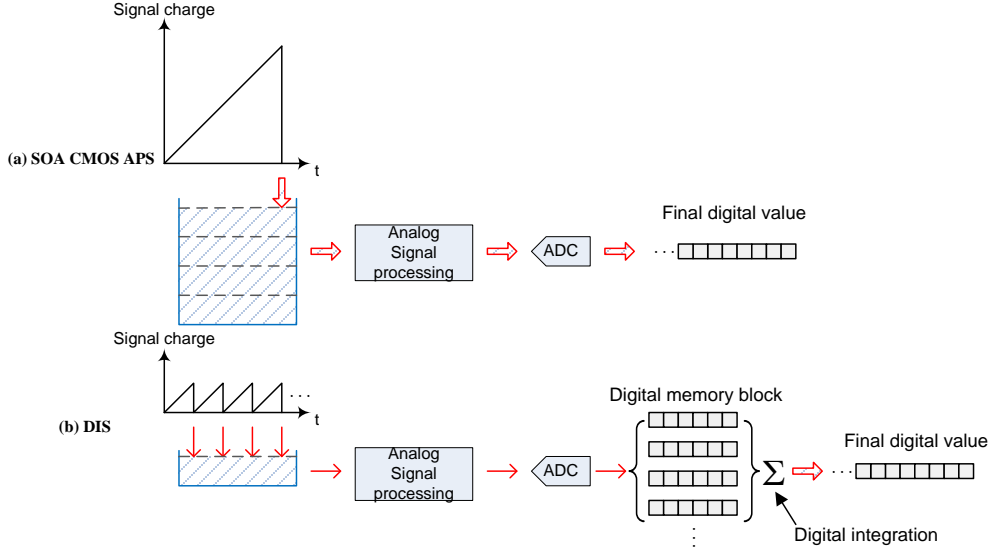 Signal charge
t
(a) SOA CMOS APS
Analog
Signal
processing
ADC
Final digital value
Signal charge
t
(b) DIS
Analog
Signal
processing
ADC
Digital memory block
Σ
Digital integration
Final digital value